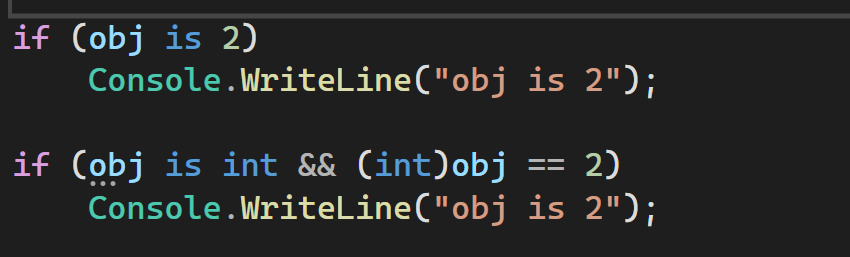 if (obj is 2)
    Console.WriteLine("obj is 2");
if (obj is int && (int)obj == 2)
    Console.WriteLine("obj is 2");